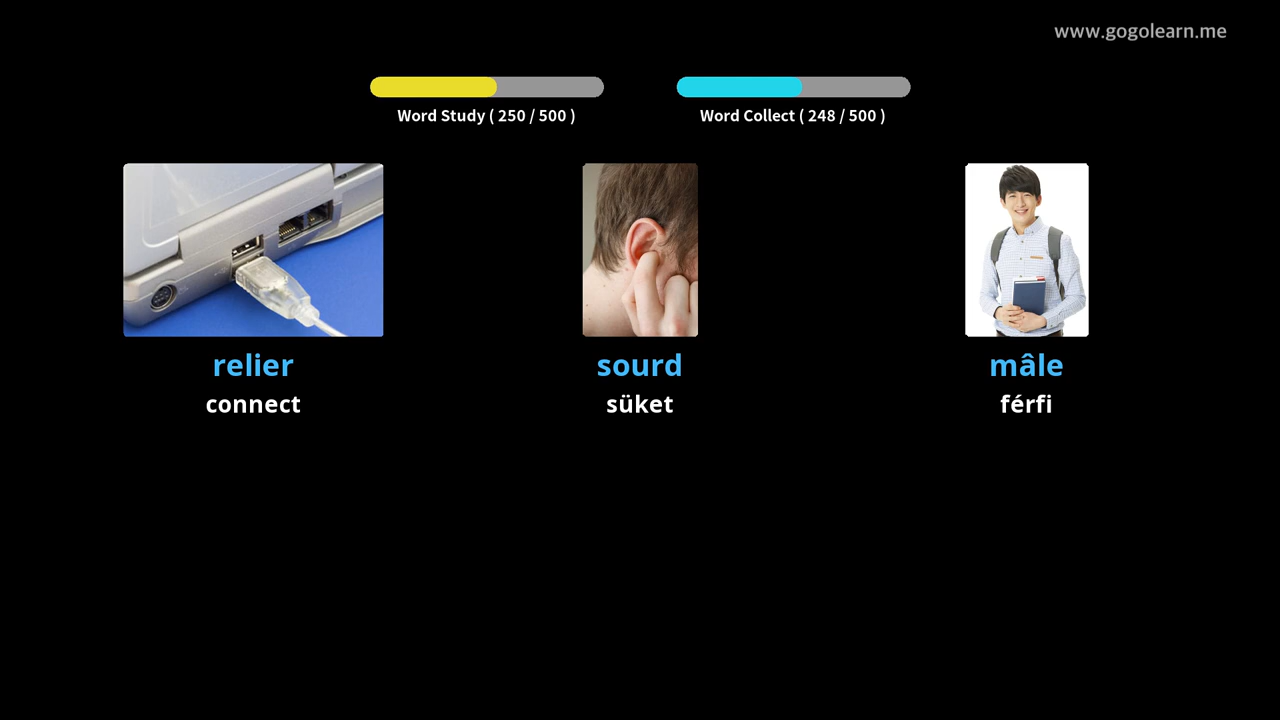 www.gogolearn.me
Word Study ( 250 / 500 )
Word Collect ( 248 / 500 )
relier
connect
sourd
süket
mâle
férfi